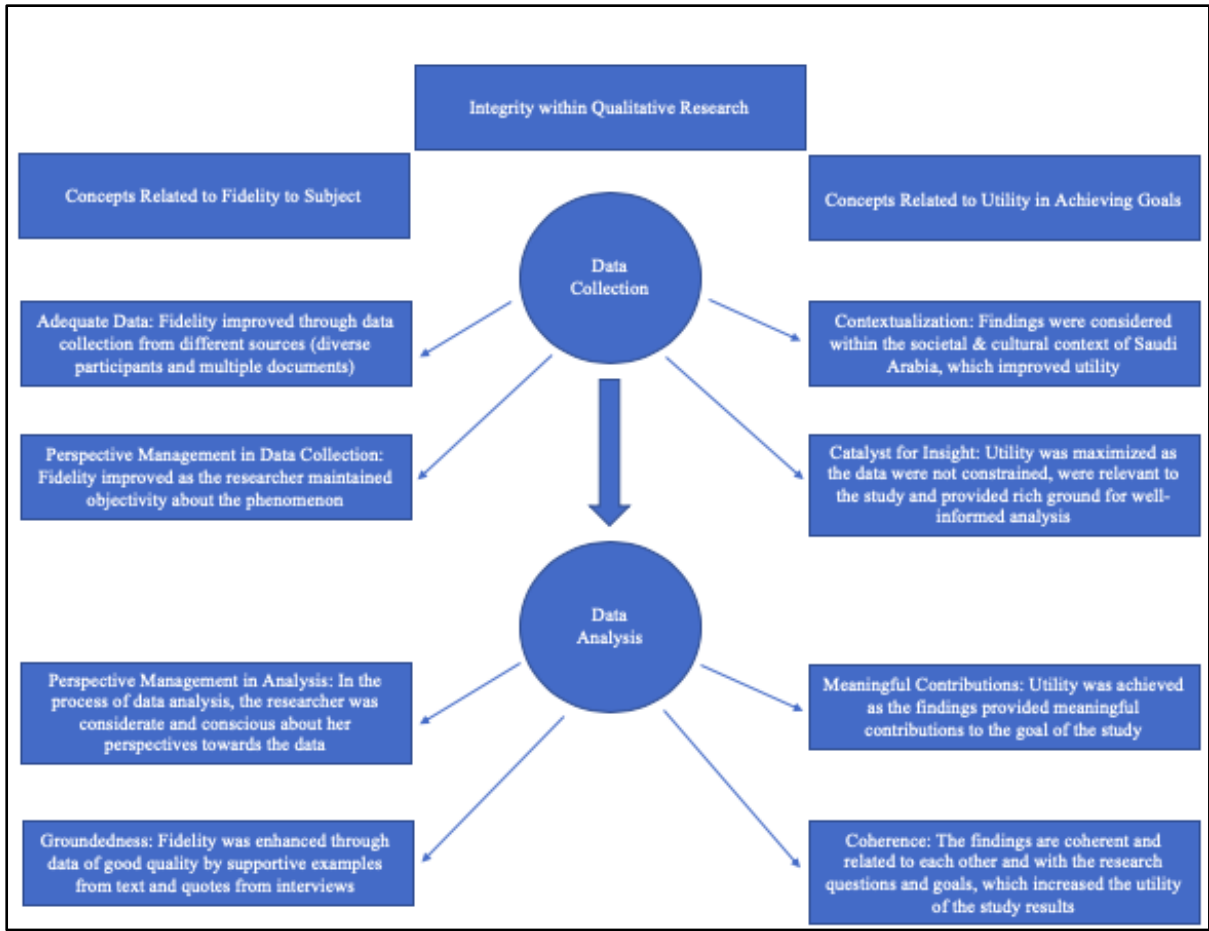 Integrity within Qualitative Research
Concepts Related to Fidelity to Subject
Concepts Related to Utility in Achieving Goals
Data
Collection
Adequate Data: Fidelity improved through data
collection from different sources (diverse
participants and multiple documents)
Contextualization: Findings were considered
within the societal & cultural context of Saudi
Arabia, which improved utility
Perspective Management in Data Collection:
Fidelity improved as the researcher maintained
objectivity about the phenomenon
Catalyst for Insight: Utility was maximized as
the data were not constrained, were relevant to
the study and provided rich ground for well-
informed analysis
Data
Analysis
Perspective Management in Analysis: In the
process of data analysis, the researcher was
considerate and conscious about her
perspectives towards the data
Meaningful Contributions: Utility was achieved
as the findings provided meaningful
contributions to the goal of the study
Groundedness: Fidelity was enhanced through
data of good quality by supportive examples
from text and quotes from interviews
Coherence: The findings are coherent and
related to each other and with the research
questions and goals, which increased the utility
of the study results